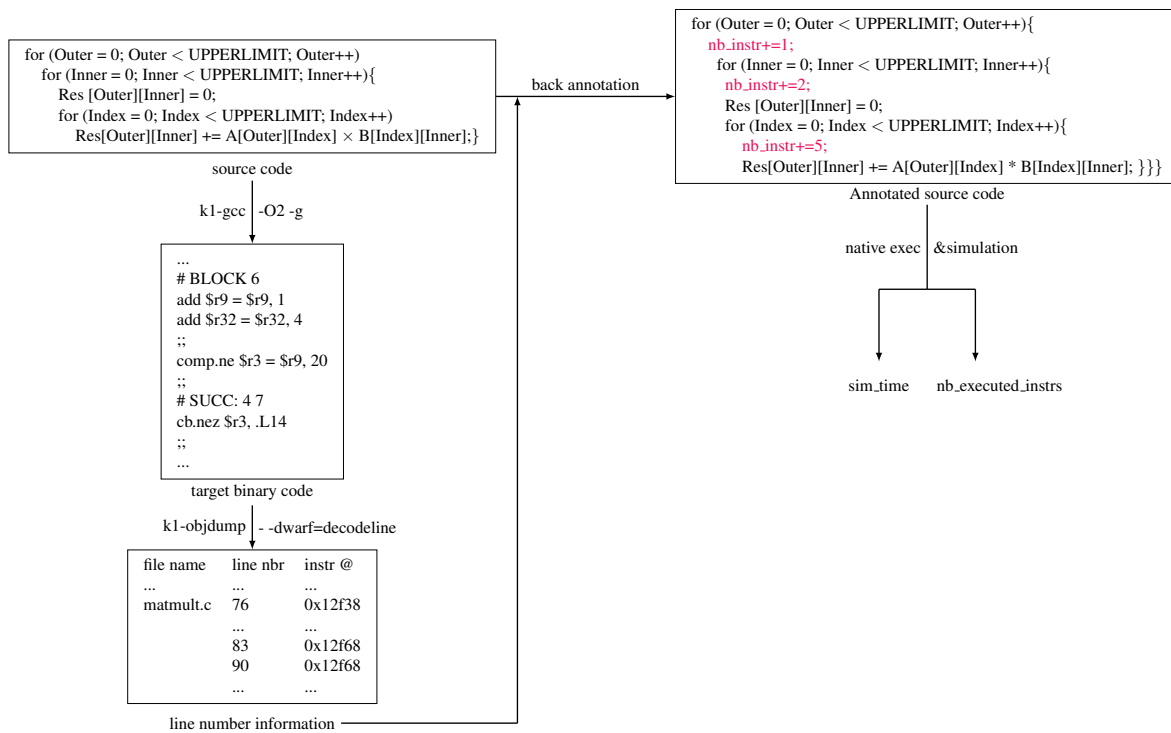 for (Outer = 0; Outer < UPPERLIMIT; Outer++)
for (Inner = 0; Inner < UPPERLIMIT; Inner++){
Res [Outer][Inner] = 0;
for (Index = 0; Index < UPPERLIMIT; Index++)
Res[Outer][Inner] += A[Outer][Index] × B[Index][Inner];}
source code
k1-gcc -O2 -g
...
# BLOCK 6
add $r9 = $r9, 1
add $r32 = $r32, 4
;;
comp.ne $r3 = $r9, 20
;;
# SUCC: 4 7
cb.nez $r3, .L14
;;
...
target binary code
k1-objdump - -dwarf=decodeline
file name line nbr instr @
... ... ...
matmult.c 76 0x12f38
... ...
83 0x12f68
90 0x12f68
... ...
line number information
back annotation
for (Outer = 0; Outer < UPPERLIMIT; Outer++){
nb_instr+=1;
for (Inner = 0; Inner < UPPERLIMIT; Inner++){
nb_instr+=2;
Res [Outer][Inner] = 0;
for (Index = 0; Index < UPPERLIMIT; Index++){
nb_instr+=5;
Res[Outer][Inner] += A[Outer][Index] * B[Index][Inner]; }}}
Annotated source code
native exec &simulation
sim_time nb_executed_instrs